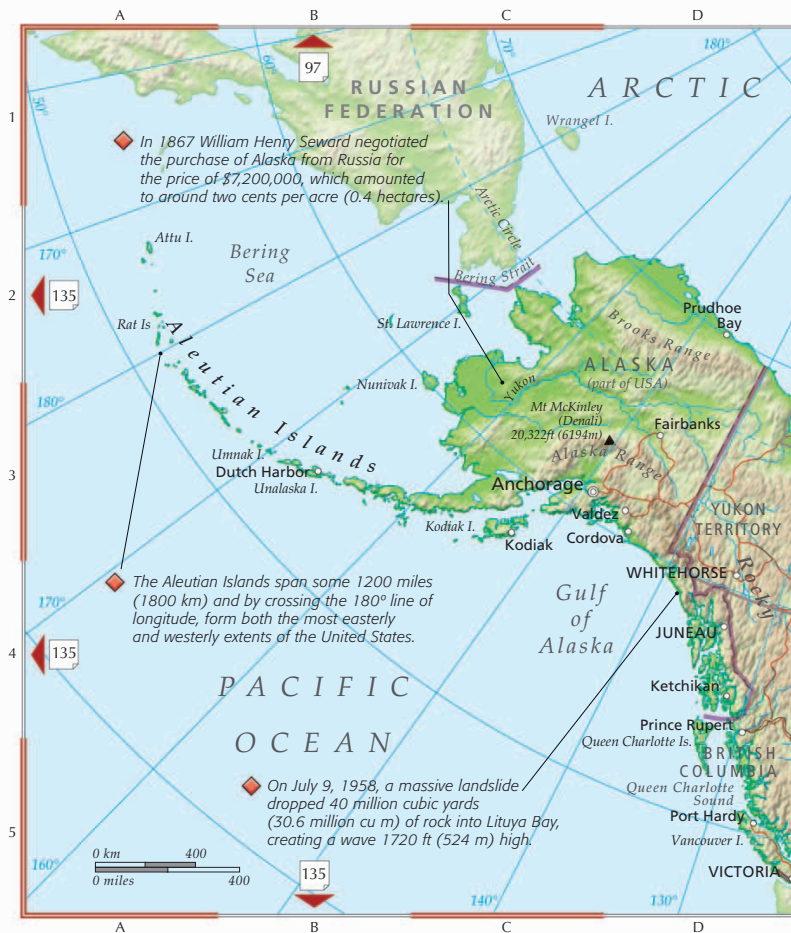 A B C D
97
50°
60°
70°
180°
RUSSIAN
FEDERATION
ARCTIC
1
Wrangel I.
In 1867 William Henry Seward negotiated
the purchase of Alaska from Russia for
the price of $7,200,000, which amounted
to around two cents per acre (0.4 hectares).
Arctic Circle
170°
Attu I.
Bering
Sea
Bering Strait
2
135
Rat Is
St. Lawrence I.
Prudhoe
Bay
Brooks Range
Aleutian Islands
ALASKA
(part of USA)
Nunivak I.
Yukon
180°
Mt McKinley
(Denali)
20,322ft (6194m)
Fairbanks
Alaska Range
3
Umnak I.
Dutch Harbor
Unalaska I.
Anchorage
Valdez
YUKON
TERRITORY
Kodiak I.
Kodiak
Cordova
WHITEHORSE
Rocky
The Aleutian Islands span some 1200 miles
(1800 km) and by crossing the 180º line of
longitude, form both the most easterly
and westerly extents of the United States.
170°
Gulf
of
Alaska
JUNEAU
4
135
PACIFIC
OCEAN
Ketchikan
Prince Rupert
Queen Charlotte Is.
BRITISH
COLUMBIA
Queen Charlotte
Sound
On July 9, 1958, a massive landslide
dropped 40 million cubic yards
(30.6 million cu m) of rock into Lituya Bay,
creating a wave 1720 ft (524 m) high.
Port Hardy
Vancouver I.
5
0 km 400
0 miles 400
160°
135
140°
130°
VICTORIA
A B C D